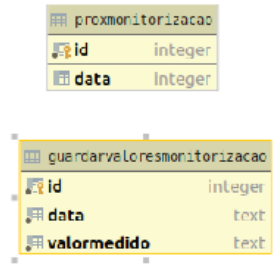 proxmonitorizacao
id integer
data integer
guardarvaloresmonitorizacao
id integer
data text
valormedido text